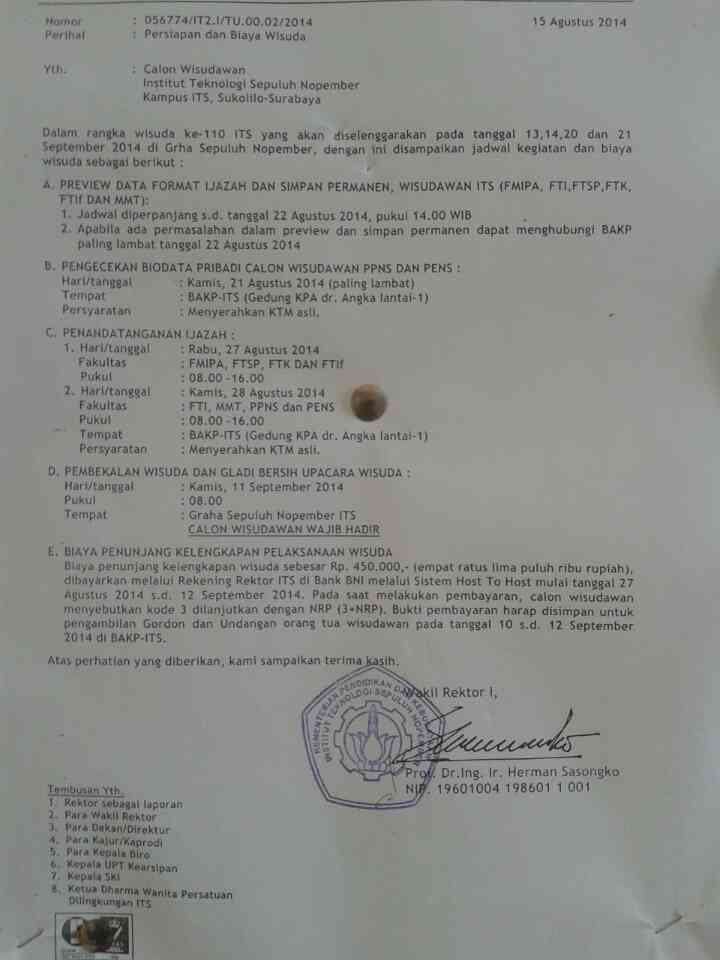 Nomor : 056774/IT2.I/TU.00.02/2014 15 Agustus 2014
Perihal : Persiapan dan Biaya Wisuda
Yth. : Calon Wisudawan
Institut Teknologi Sepuluh Nopember
Kampus ITS, Sukolilo-Surabaya
Dalam rangka wisuda ke-110 ITS yang akan diselenggarakan pada tanggal 13,14,20 dan 21
September 2014 di Grha Sepuluh Nopember, dengan ini disampaikan jadwal kegiatan dan biaya
wisuda sebagai berikut :
A. PREVIEW DATA FORMAT IJAZAH DAN SIMPAN PERMANEN, WISUDAWAN ITS (FMIPA, FTI,FTSP,FTK,
FTIf DAN MMT):
1. Jadwal diperpanjang s.d. tanggal 22 Agustus 2014, pukul 14.00 WIB
2. Apabila ada permasalahan dalam preview dan simpan permanen dapat menghubungi BAKP
paling lambat tanggal 22 Agustus 2014
B. PENGECEKAN BIODATA PRIBADI CALON WISUDAWAN PPNS DAN PENS :
Hari/tanggal : Kamis, 21 Agustus 2014 (paling lambat)
Tempat : BAKP-ITS (Gedung KPA dr. Angka lantai-1)
Persyaratan : Menyerahkan KTM asli.
C. PENANDATANGANAN IJAZAH :
1. Hari/tanggal : Rabu, 27 Agustus 2014
Fakultas : FMIPA, FTSP, FTK DAN FTIf
Pukul : 08.00 -16.00
2. Hari/tanggal : Kamis, 28 Agustus 2014
Fakultas : FTI, MMT, PPNS dan PENS
Pukul : 08.00 -16.00
Tempat : BAKP-ITS (Gedung KPA dr. Angka lantai-1)
Persyaratan : Menyerahkan KTM asli.
D. PEMBEKALAN WISUDA DAN GLADI BERSIH UPACARA WISUDA :
Hari/tanggal : Kamis, 11 September 2014
Pukul : 08.00
Tempat : Graha Sepuluh Nopember ITS
CALON WISUDAWAN WAJIB HADIR
E. BIAYA PENUNJANG KELENGKAPAN PELAKSANAAN WISUDA
Biaya penunjang kelengkapan wisuda sebesar Rp. 450.000,- (empat ratus lima puluh ribu rupiah),
dibayarkan melalui Rekening Rektor ITS di Bank BNI melalui Sistem Host To Host mulai tanggal 27
Agustus 2014 s.d. 12 September 2014. Pada saat melakukan pembayaran, calon wisudawan
menyebutkan kode 3 dilanjutkan dengan NRP (3+NRP). Bukti pembayaran harap disimpan untuk
pengambilan Gordon dan Undangan orang tua wisudawan pada tanggal 10 s.d. 12 September
2014 di BAKP-ITS.
Atas perhatian yang diberikan, kami sampaikan terima kasih.
Wakil Rektor I,
KEMENTERIAN PENDIDIKAN DAN
INSTITUT TEKNOLOGI SEPULUH NOPEMBER
Prof. Dr.Ing. Ir. Herman Sasongko
NIP. 19601004 198601 1 001
Tembusan Yth.
1. Rektor sebagai laporan
2. Para Wakil Rektor
3. Para Dekan/Direktur
4. Para Kajur/Kaprodi
5. Para Kepala Biro
6. Kepala UPT Kearsipan
7. Kepala SKI
8. Ketua Dharma Wanita Persatuan
Dilingkungan ITS